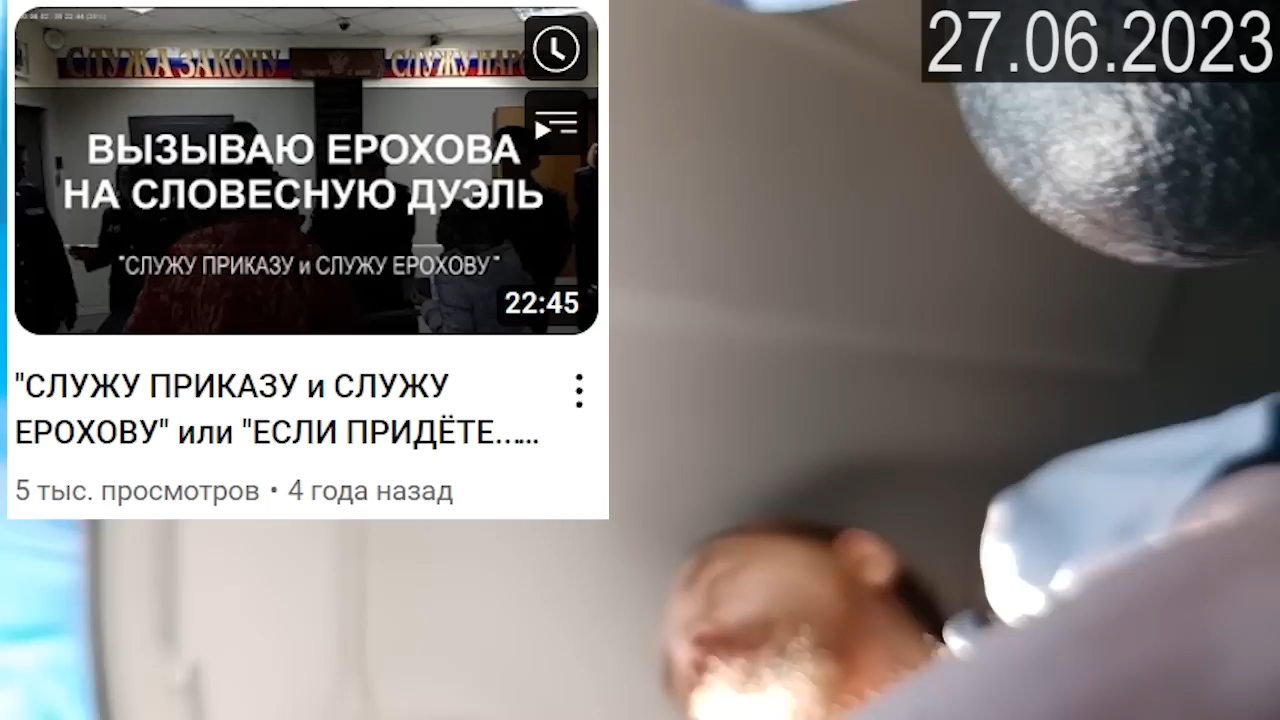 27.06.2023
СЛУЖА ЗАКОНУ СЛУЖУ НАРО
ВЫЗЫВАЮ ЕРОХОВА
НА СЛОВЕСНУЮ ДУЭЛЬ
"СЛУЖУ ПРИКАЗУ и СЛУЖУ ЕРОХОВУ"
22:45
"СЛУЖУ ПРИКАЗУ и СЛУЖУ
ЕРОХОВУ" или "ЕСЛИ ПРИДЁТЕ......
5 тыс. просмотров • 4 года назад